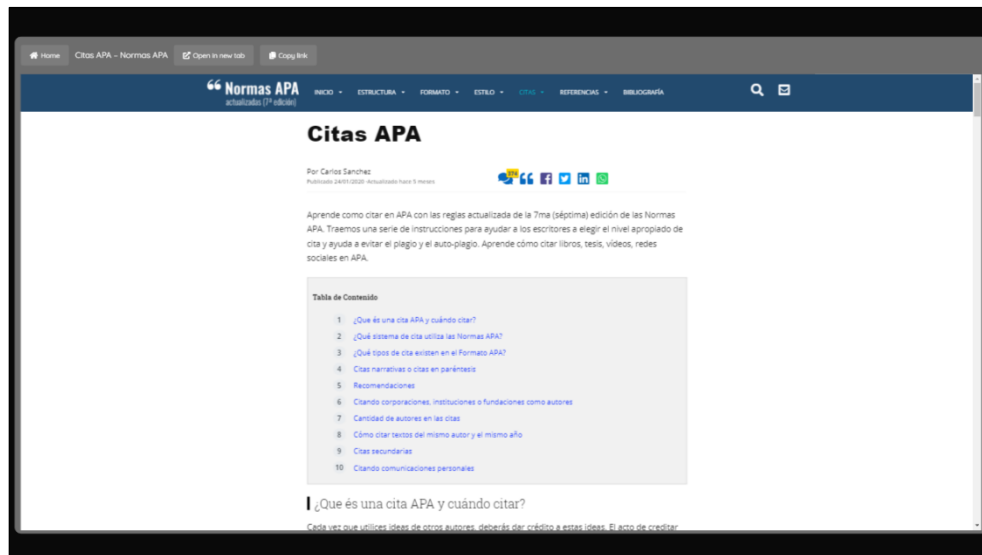 Home Citas APA – Normas APA Open in new tab Copy link
Normas APA
actualizadas (7ª edición)
INICIO ESTRUCTURA FORMATO ESTILO CITAS REFERENCIAS BIBLIOGRAFÍA
Citas APA
Por Carlos Sanchez
Publicado 24/01/2020· Actualizado hace 5 meses
274
Aprende como citar en APA con las reglas actualizada de la 7ma (séptima) edición de las Normas
APA. Traemos una serie de instrucciones para ayudar a los escritores a elegir el nivel apropiado de
cita y ayuda a evitar el plagio y el auto-plagio. Aprende cómo citar libros, tesis, vídeos, redes
sociales en APA.
Tabla de Contenido
1 ¿Que és una cita APA y cuándo citar?
2 ¿Qué sistema de cita utiliza las Normas APA?
3 ¿Qué tipos de cita existen en el Formato APA?
4 Citas narrativas o citas en paréntesis
5 Recomendaciones
6 Citando corporaciones, instituciones o fundaciones como autores
7 Cantidad de autores en las citas
8 Cómo citar textos del mismo autor y el mismo año
9 Citas secundarias
10 Citando comunicaciones personales
¿Que és una cita APA y cuándo citar?
Cada vez que utilices ideas de otros autores, deberás dar crédito a estas ideas. El acto de creditar